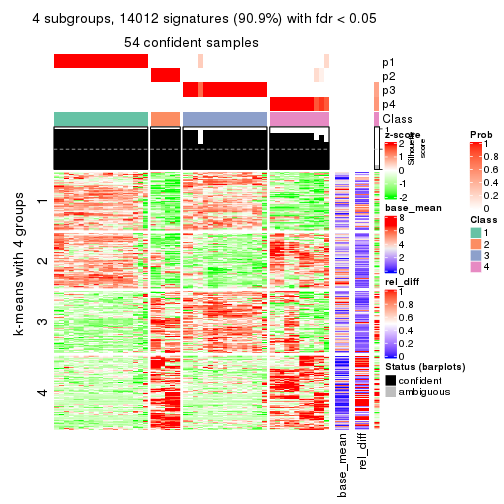 4 subgroups, 14012 signatures (90.9%) with fdr < 0.05
54 confident samples
p1
p2
p3
p4
Class
1
Silhouette
score
k-means with 4 groups
1
2
3
4
base_mean
rel_diff
z-score
2
1
0
-1
-2
base_mean
8
6
4
2
0
rel_diff
1
0.8
0.6
0.4
0.2
0
Status (barplots)
confident
ambiguous
Prob
1
0.8
0.6
0.4
0.2
0
Class
1
2
3
4